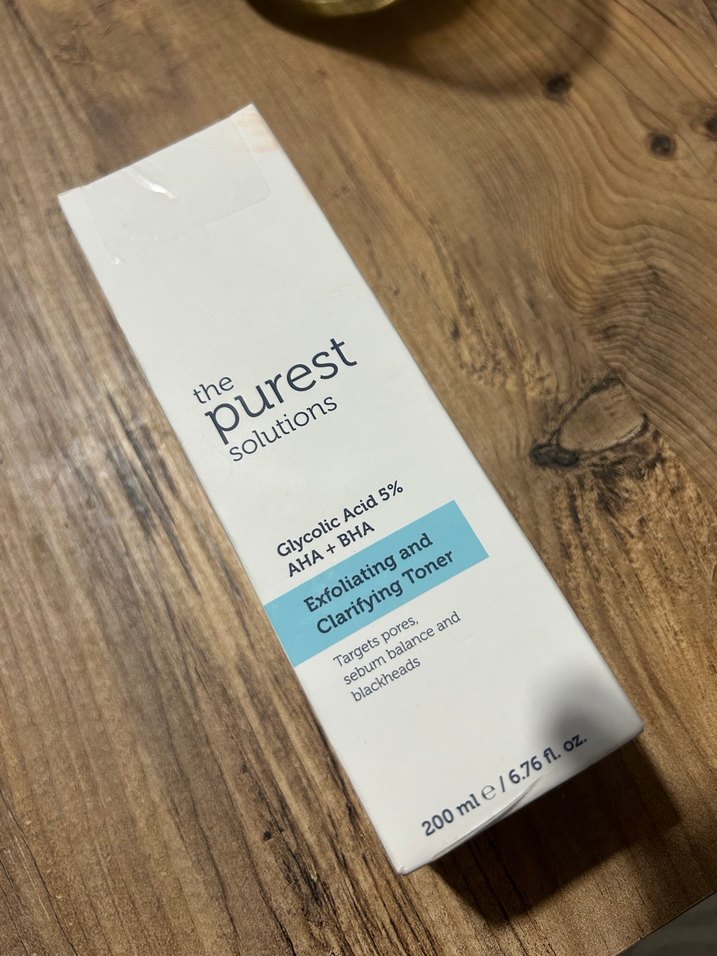 the
purest
solutions
Glycolic Acid 5%
AHA + BHA
Exfoliating and
Clarifying Toner
Targets pores,
sebum balance and
blackheads
200 ml ℮ / 6.76 fl. oz.